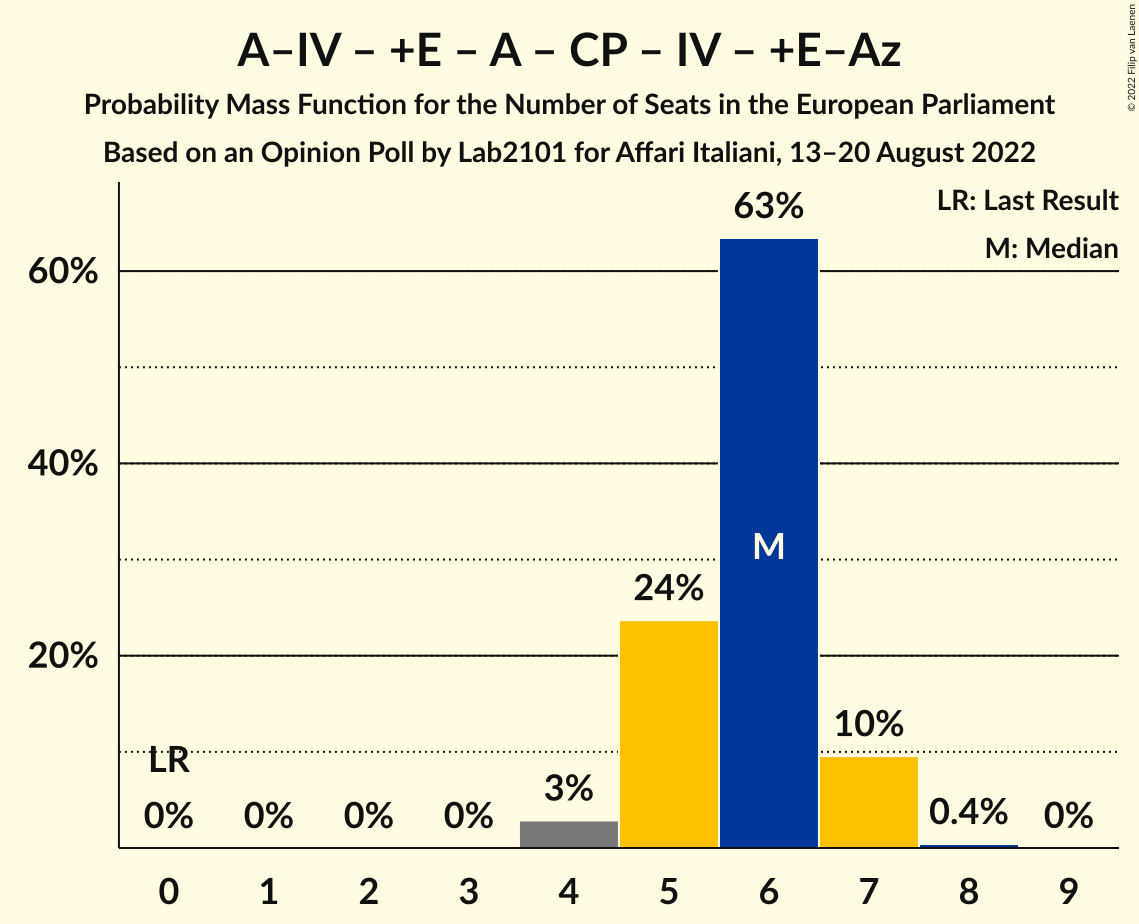 A–IV – +E – A – CP – IV – +E–Az
Probability Mass Function for the Number of Seats in the European Parliament
Based on an Opinion Poll by Lab2101 for Affari Italiani, 13–20 August 2022
© 2022 Filip van Laenen
LR: Last Result
M: Median
63%
60%
40%
M
24%
20%
10%
LR
3%
0% 0% 0% 0% 0.4% 0%
0 1 2 3 4 5 6 7 8 9